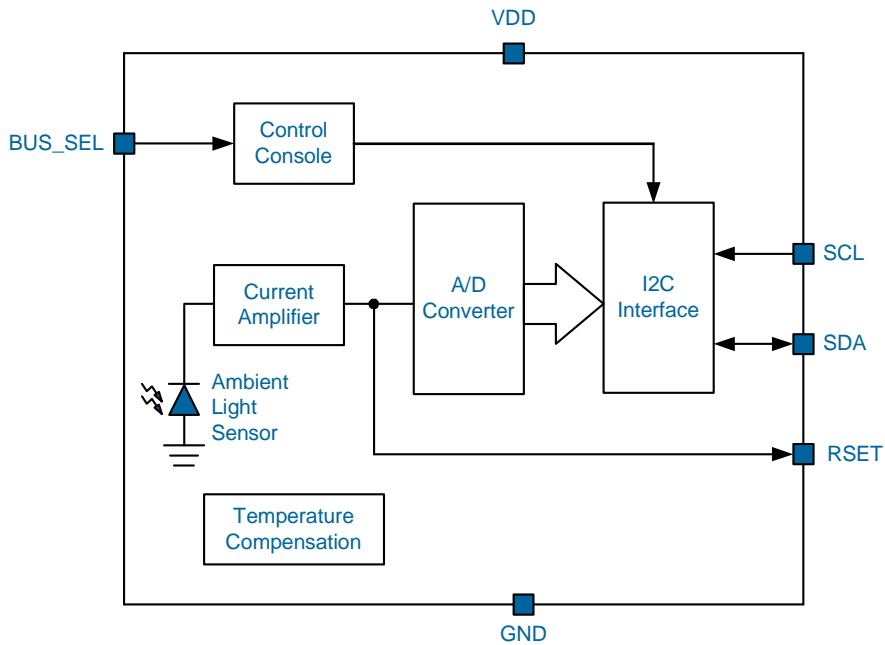 VDD
BUS_SEL
Control
Console
SCL
A/D
Converter
I2C
Interface
Current
Amplifier
SDA
Ambient
Light
Sensor
RSET
Temperature
Compensation
GND